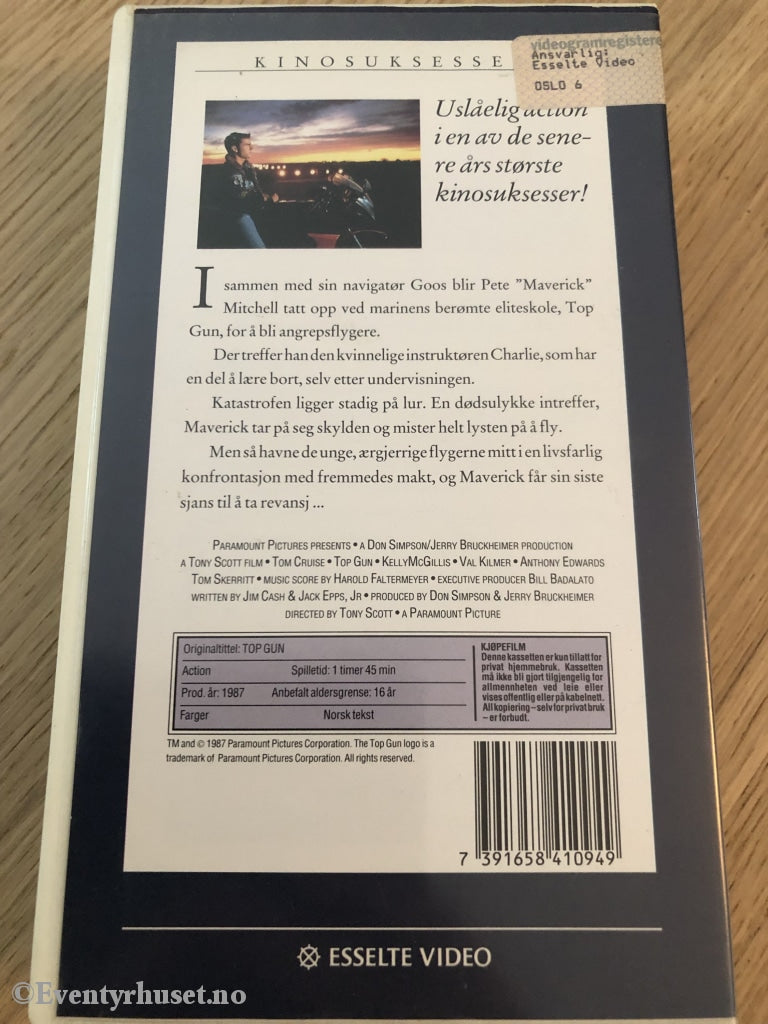 KINOSUKSESSE
videogramregistere
Ansvarlig:
Esselte Video
OSLO 6
Uslåelig action
i en av de sene-
re års største
kinosuksesser!
I sammen med sin navigatør Goos blir Pete "Maverick"
Mitchell tatt opp ved marinens berømte eliteskole, Top
Gun, for å bli angrepsflygere.
Der treffer han den kvinnelige instruktøren Charlie, som har
en del å lære bort, selv etter undervisningen.
Katastrofen ligger stadig på lur. En dødsulykke intreffer,
Maverick tar på seg skylden og mister helt lysten på å fly.
Men så havne de unge, ærgjerrige flygerne mitt i en livsfarlig
konfrontasjon med fremmedes makt, og Maverick får sin siste
sjans til å ta revansj ...
PARAMOUNT PICTURES PRESENTS • A DON SIMPSON/JERRY BRUCKHEIMER PRODUCTION
A TONY SCOTT FILM • TOM CRUISE • TOP GUN • KELLYMCGILLIS • VAL KILMER • ANTHONY EDWARDS
TOM SKERRITT • MUSIC SCORE BY HAROLD FALTERMEYER • EXECUTIVE PRODUCER BILL BADALATO
WRITTEN BY JIM CASH & JACK EPPS, JR • PRODUCED BY DON SIMPSON & JERRY BRUCKHEIMER
DIRECTED BY TONY SCOTT • A PARAMOUNT PICTURE
Originaltittel: TOP GUN
Action Spilletid: 1 timer 45 min
Prod. år: 1987 Anbefalt aldersgrense: 16 år
Farger Norsk tekst
KJØPEFILM
Denne kassetten er kun tillatt for
privat hjemmebruk. Kassetten
må ikke bli gjort tilgjengelig for
allmennheten ved leie eller
vises offentlig eller på kabelnett.
All kopiering – selv for privat bruk
– er forbudt.
TM and © 1987 Paramount Pictures Corporation. The Top Gun logo is a
trademark of Paramount Pictures Corporation. All rights reserved.
7 391658 410949
ESSELTE VIDEO
©Eventyrhuset.no